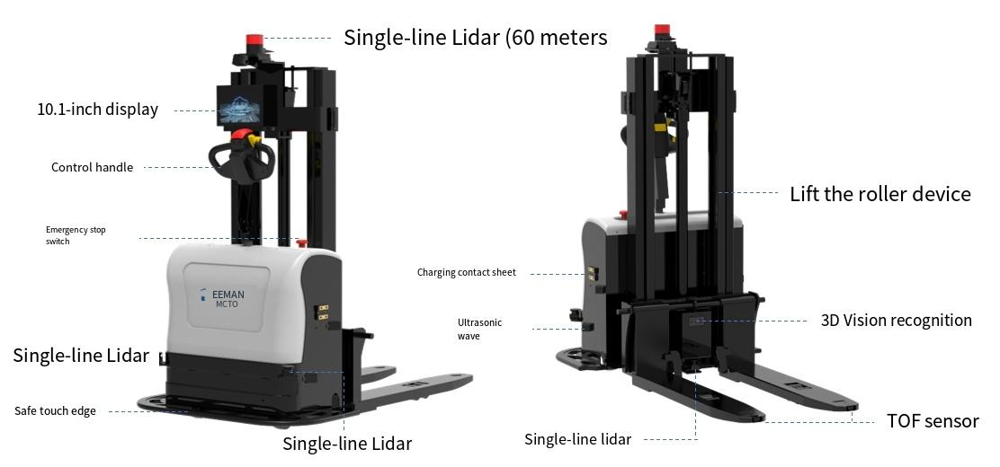 Single-line Lidar (60 meters
10.1-inch display
Control handle
Emergency stop
switch
EEMAN
MCTO
Single-line Lidar
Safe touch edge
Single-line Lidar
Lift the roller device
Charging contact sheet
Ultrasonic
wave
3D Vision recognition
TOF sensor
Single-line lidar